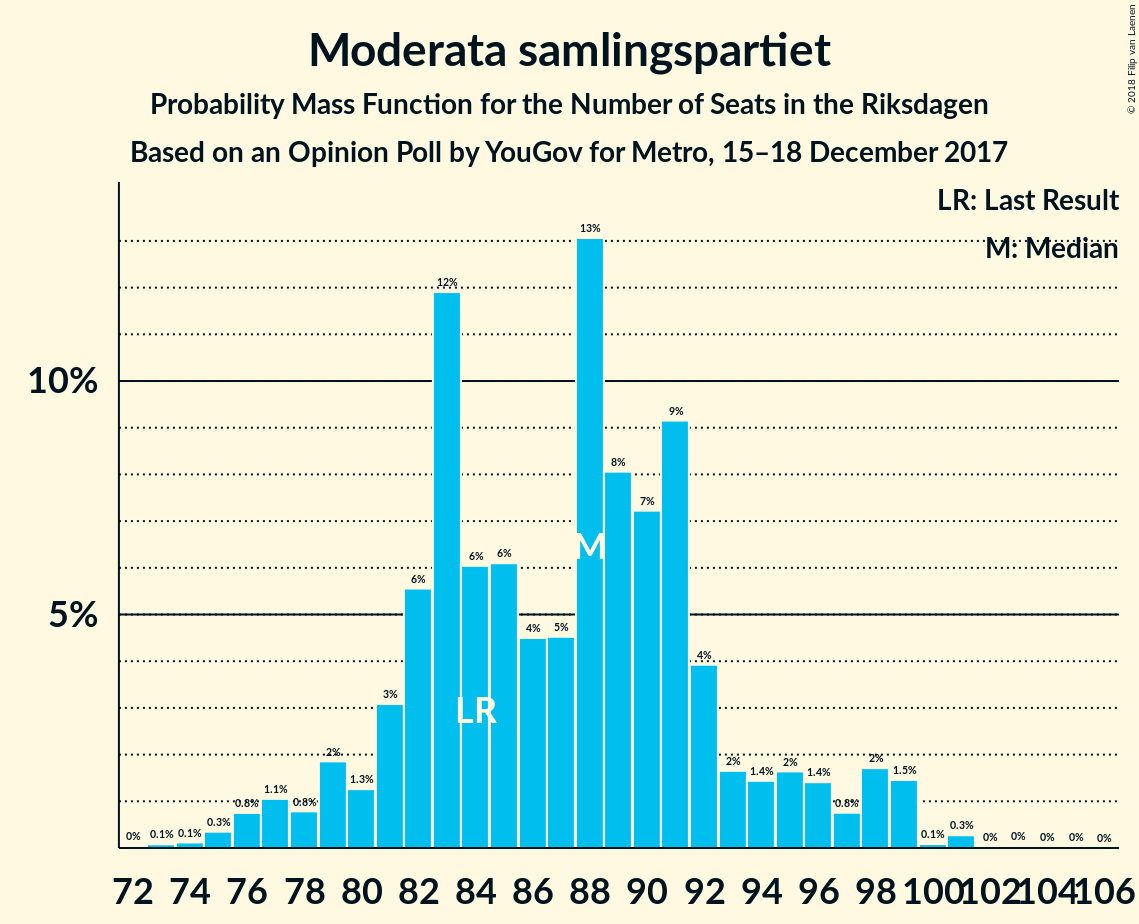 Moderata samlingspartiet
Probability Mass Function for the Number of Seats in the Riksdagen
Based on an Opinion Poll by YouGov for Metro, 15–18 December 2017
© 2018 Filip van Laenen
LR: Last Result
M: Median
10%
5%
0% 0.1% 0.1% 0.3% 0.8% 1.1% 0.8% 2% 1.3% 3% 6% 12% 6% 6% 4% 5% 13% 8% 7% 9% 4% 2% 1.4% 2% 1.4% 0.8% 2% 1.5% 0.1% 0.3% 0% 0% 0% 0% 0%
M
LR
72 74 76 78 80 82 84 86 88 90 92 94 96 98 100 102 104 106